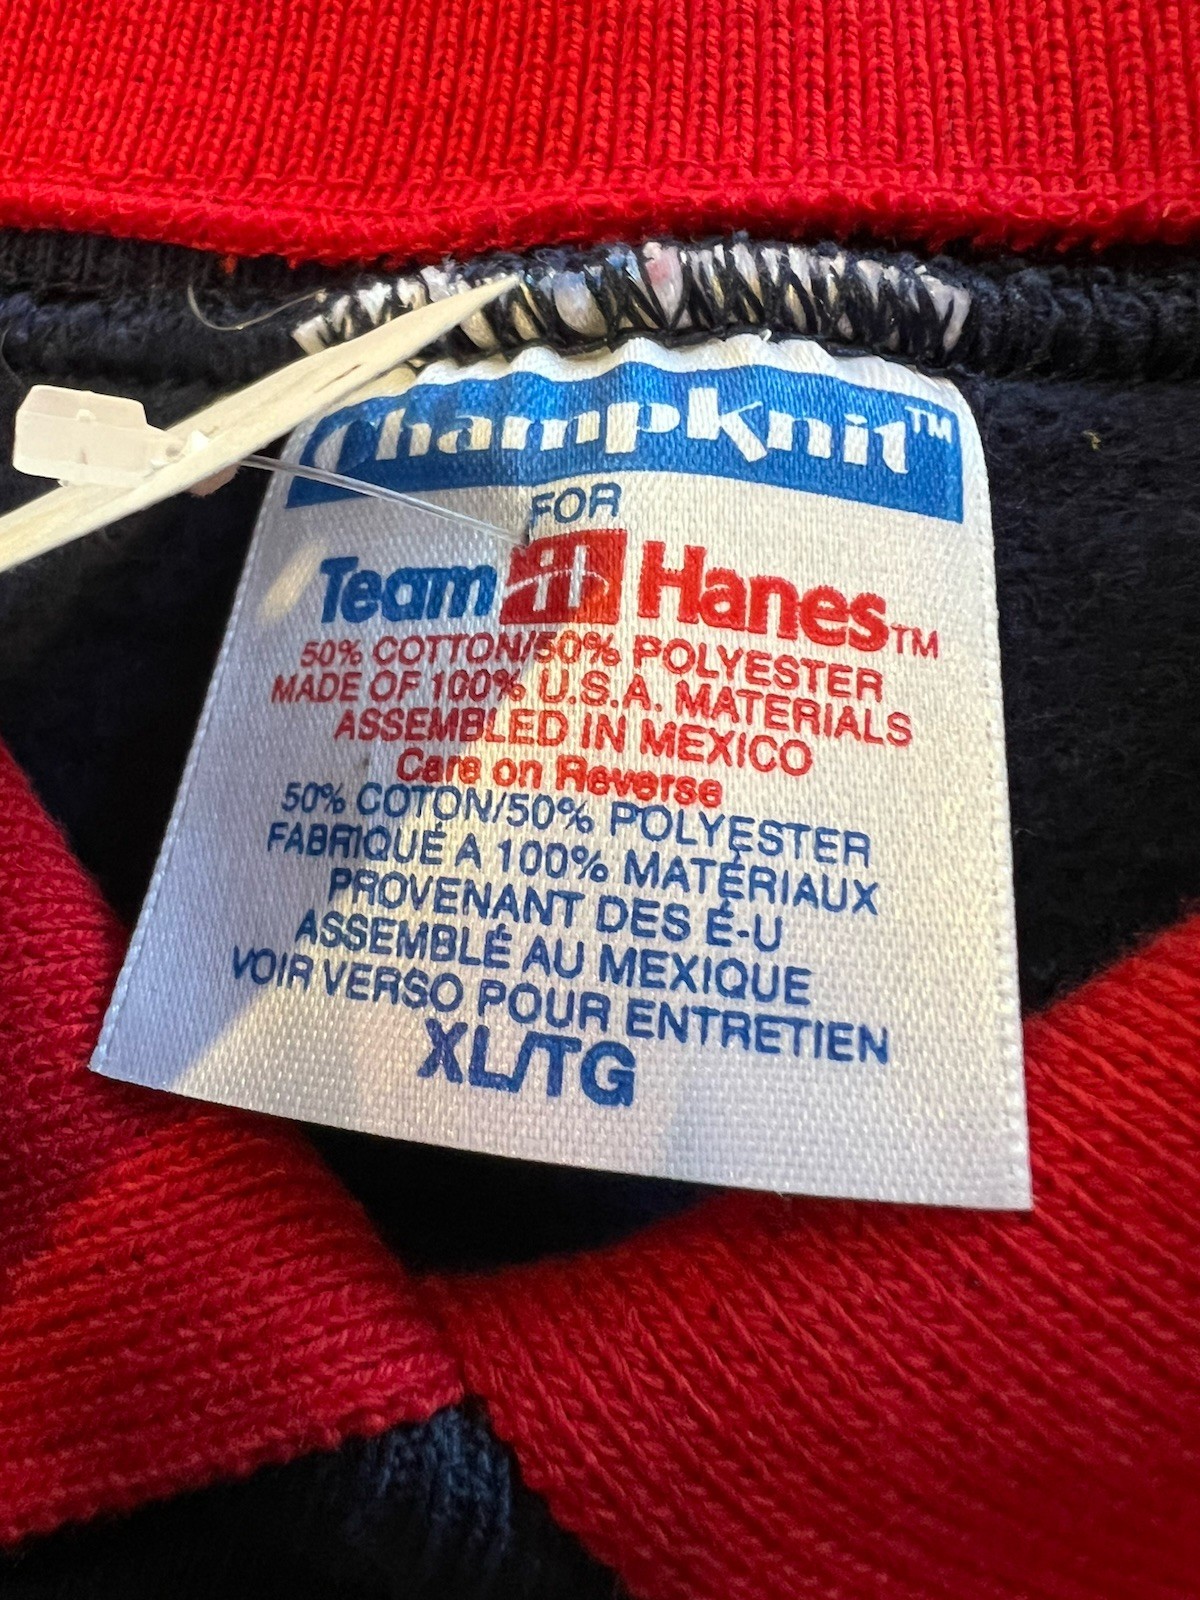 ChampKnit™
FOR
Team Hanes™
50% COTTON/50% POLYESTER
MADE OF 100% U.S.A. MATERIALS
ASSEMBLED IN MEXICO
Care on Reverse
50% COTON/50% POLYESTER
FABRIQUÉ A 100% MATÉRIAUX
PROVENANT DES É-U
ASSEMBLÉ AU MEXIQUE
VOIR VERSO POUR ENTRETIEN
XL/TG